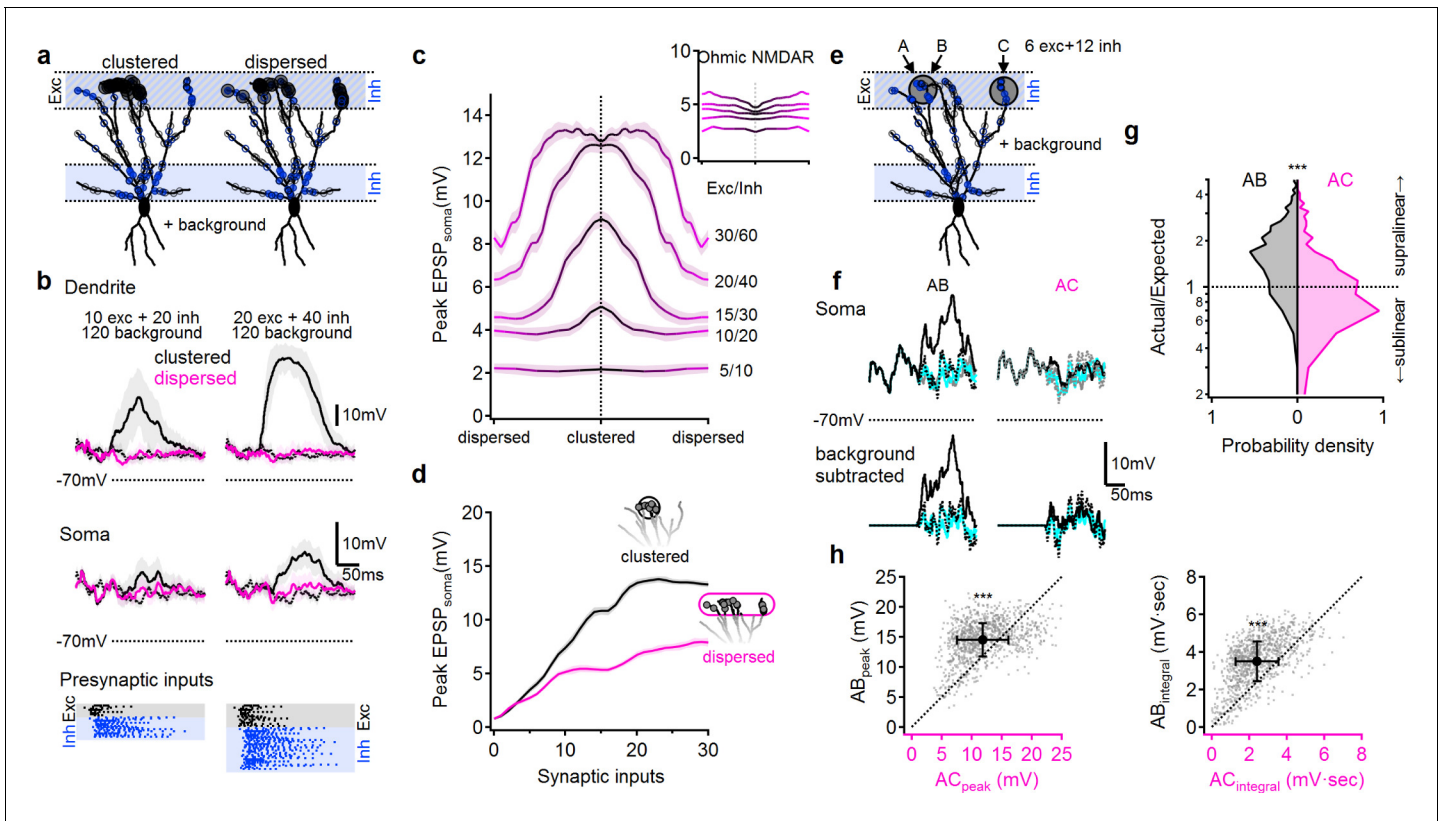 a
clustered
dispersed
Exc
Inh
Inh
+ background
b
Dendrite
10 exc + 20 inh
120 background
20 exc + 40 inh
120 background
clustered
dispersed
10mV
-70mV
Soma
10mV
50ms
-70mV
Presynaptic inputs
Inh Exc
Exc
Inh
c
Peak EPSPsoma(mV)
14
12
10
8
6
4
2
0
dispersed
clustered
dispersed
10
5
0
Ohmic NMDAR
Exc/Inh
30/60
20/40
15/30
10/20
5/10
d
Peak EPSPsoma(mV)
20
15
10
5
0
0
10
20
30
Synaptic inputs
clustered
dispersed
e
A
B
C
6 exc+12 inh
Exc
Inh
Inh
+ background
f
AB
AC
Soma
-70mV
background
subtracted
10mV
50ms
g
***
AB
AC
Actual/Expected
4
2
1
8
6
4
2
1
0
1
Probability density
supralinear→
←sublinear
h
ABpeak (mV)
25
20
15
10
5
0
0
5
10
15
20
25
ACpeak (mV)
***
ABintegral (mV·sec)
8
6
4
2
0
0
2
4
6
8
ACintegral (mV·sec)
***